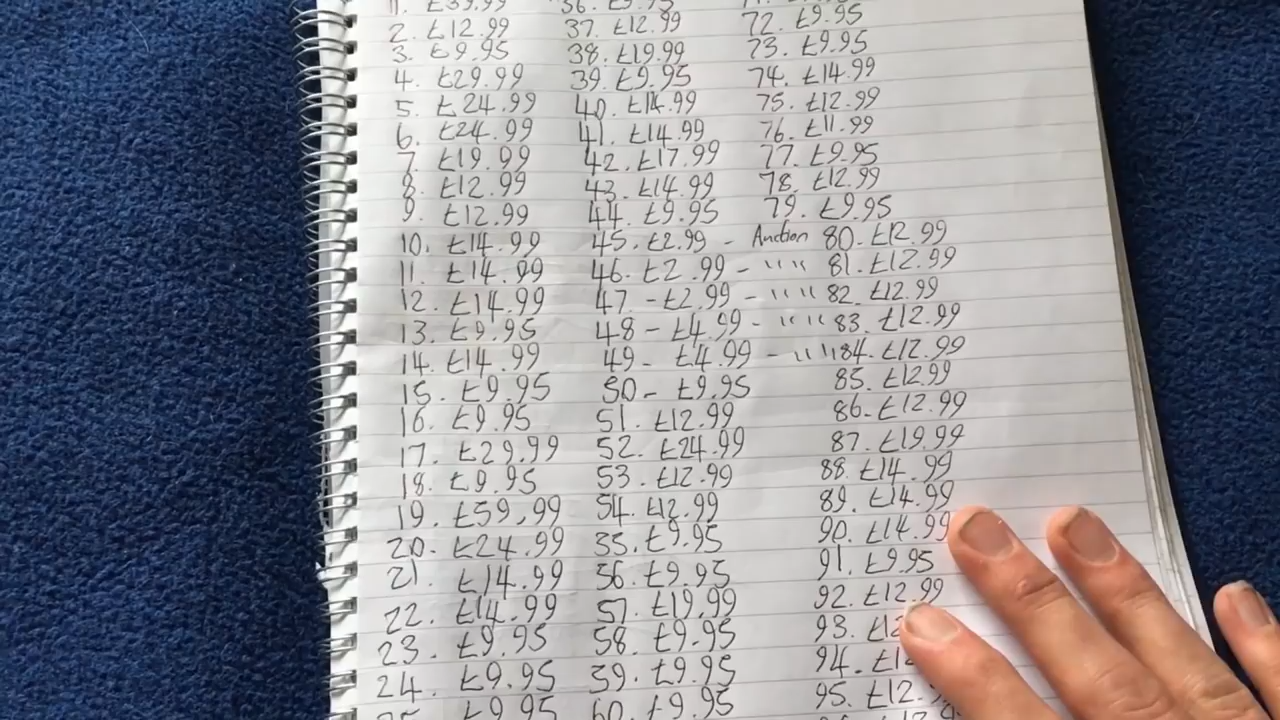 1. £39.99 36. £9.95
2. £12.99 37. £12.99 72. £9.95
3. £9.95 38. £19.99 73. £9.95
4. £29.99 39. £9.95 74. £14.99
5. £24.99 40. £14.99 75. £12.99
6. £24.99 41. £14.99 76. £11.99
7. £19.99 42. £17.99 77. £9.95
8. £12.99 43. £14.99 78. £12.99
9. £12.99 44. £9.95 79. £9.95
10. £14.99 45. £2.99 - Auction 80. £12.99
11. £14.99 46. £2.99 - " " 81. £12.99
12. £14.99 47. - £2.99 - " " 82. £12.99
13. £9.95 48 - £4.99 - " " 83. £12.99
14. £14.99 49 - £4.99 - " " 84. £12.99
15. £9.95 50 - £9.95 85. £12.99
16. £9.95 51. £12.99 86. £12.99
17. £29.99 52. £24.99 87. £19.99
18. £9.95 53. £12.99 88. £14.99
19. £59,99 54. £12.99 89. £14.99
20. £24.99 55. £9.95 90. £14.99
21. £14.99 56. £9.95 91. £9.95
22. £14.99 57. £19.99 92. £12.99
23. £9.95 58. £9.95 93.
24. £9.95 59. £9.95 94.
£9.95 60. £9.95 95. £12.